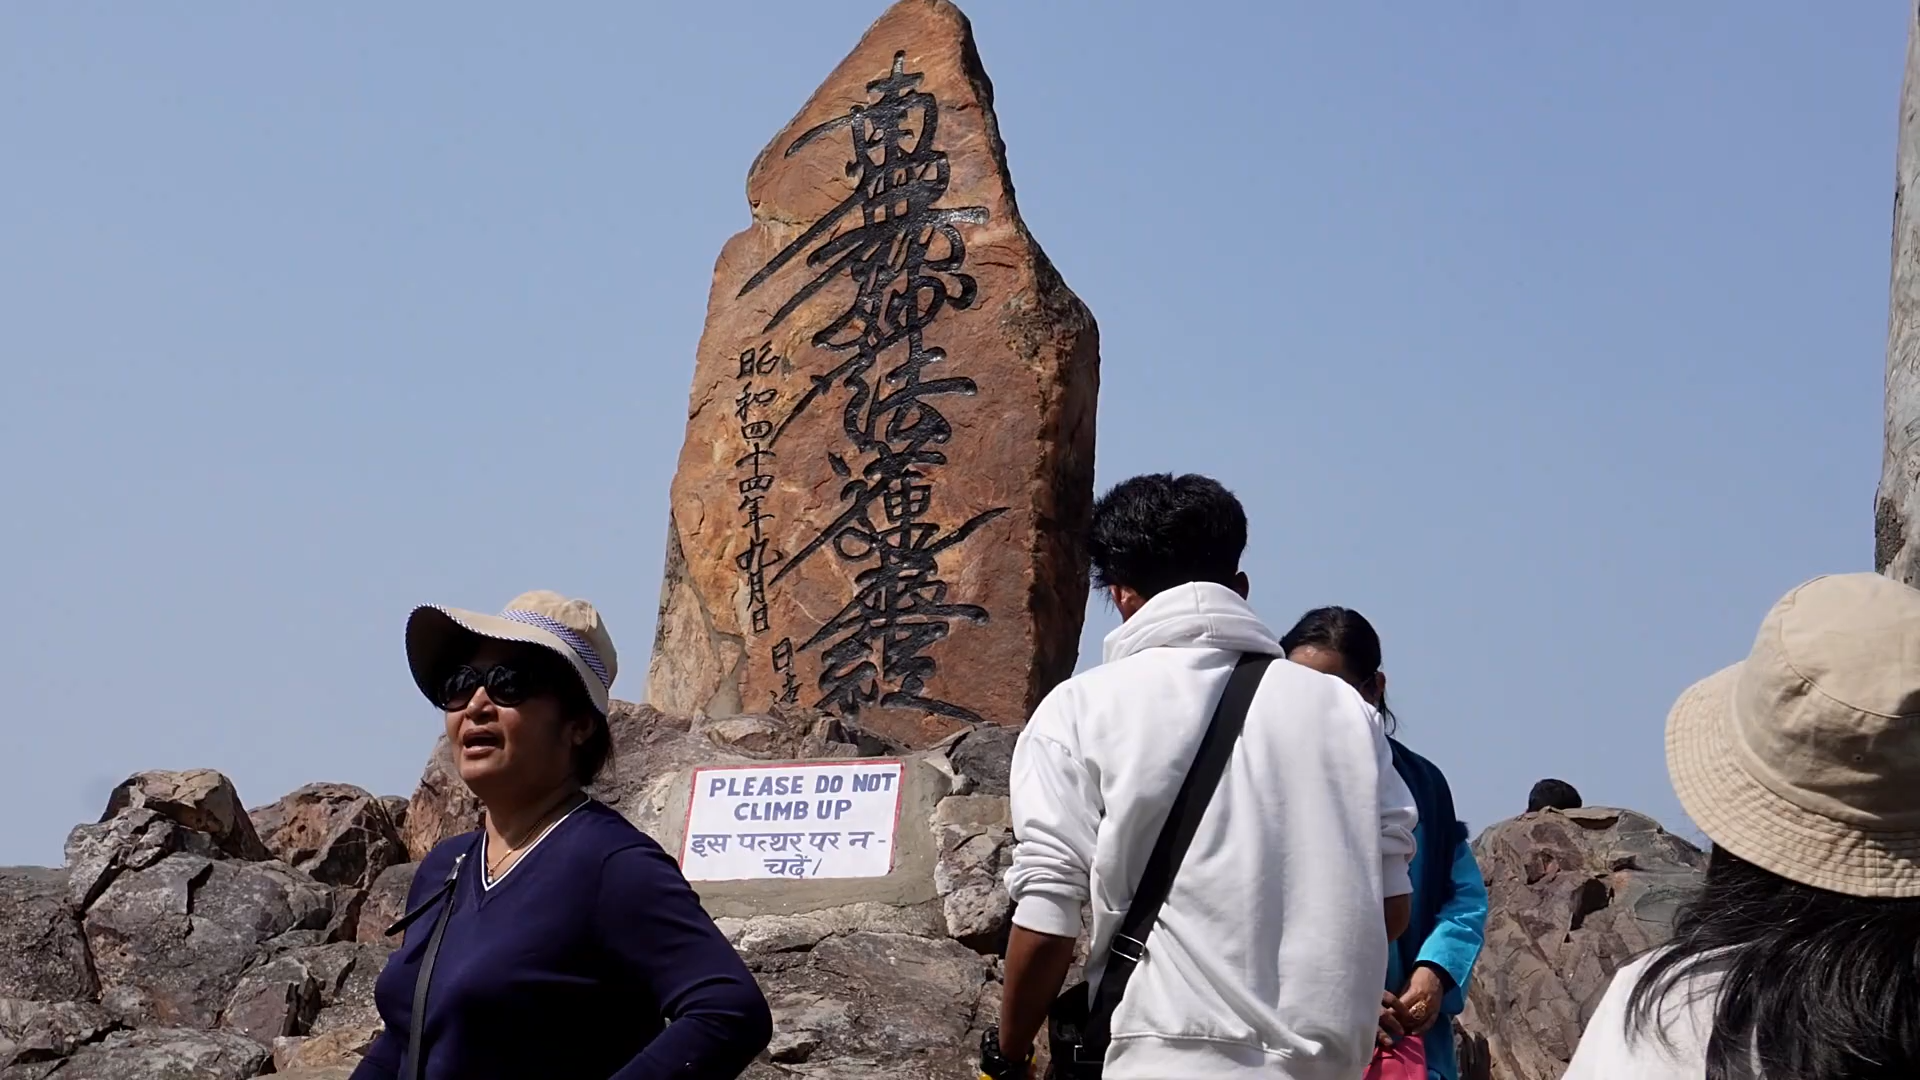 南無妙法蓮華経
昭和四十四年九月日
日達
PLEASE DO NOT
CLIMB UP
इस पत्थर पर न -
चढ़ें।